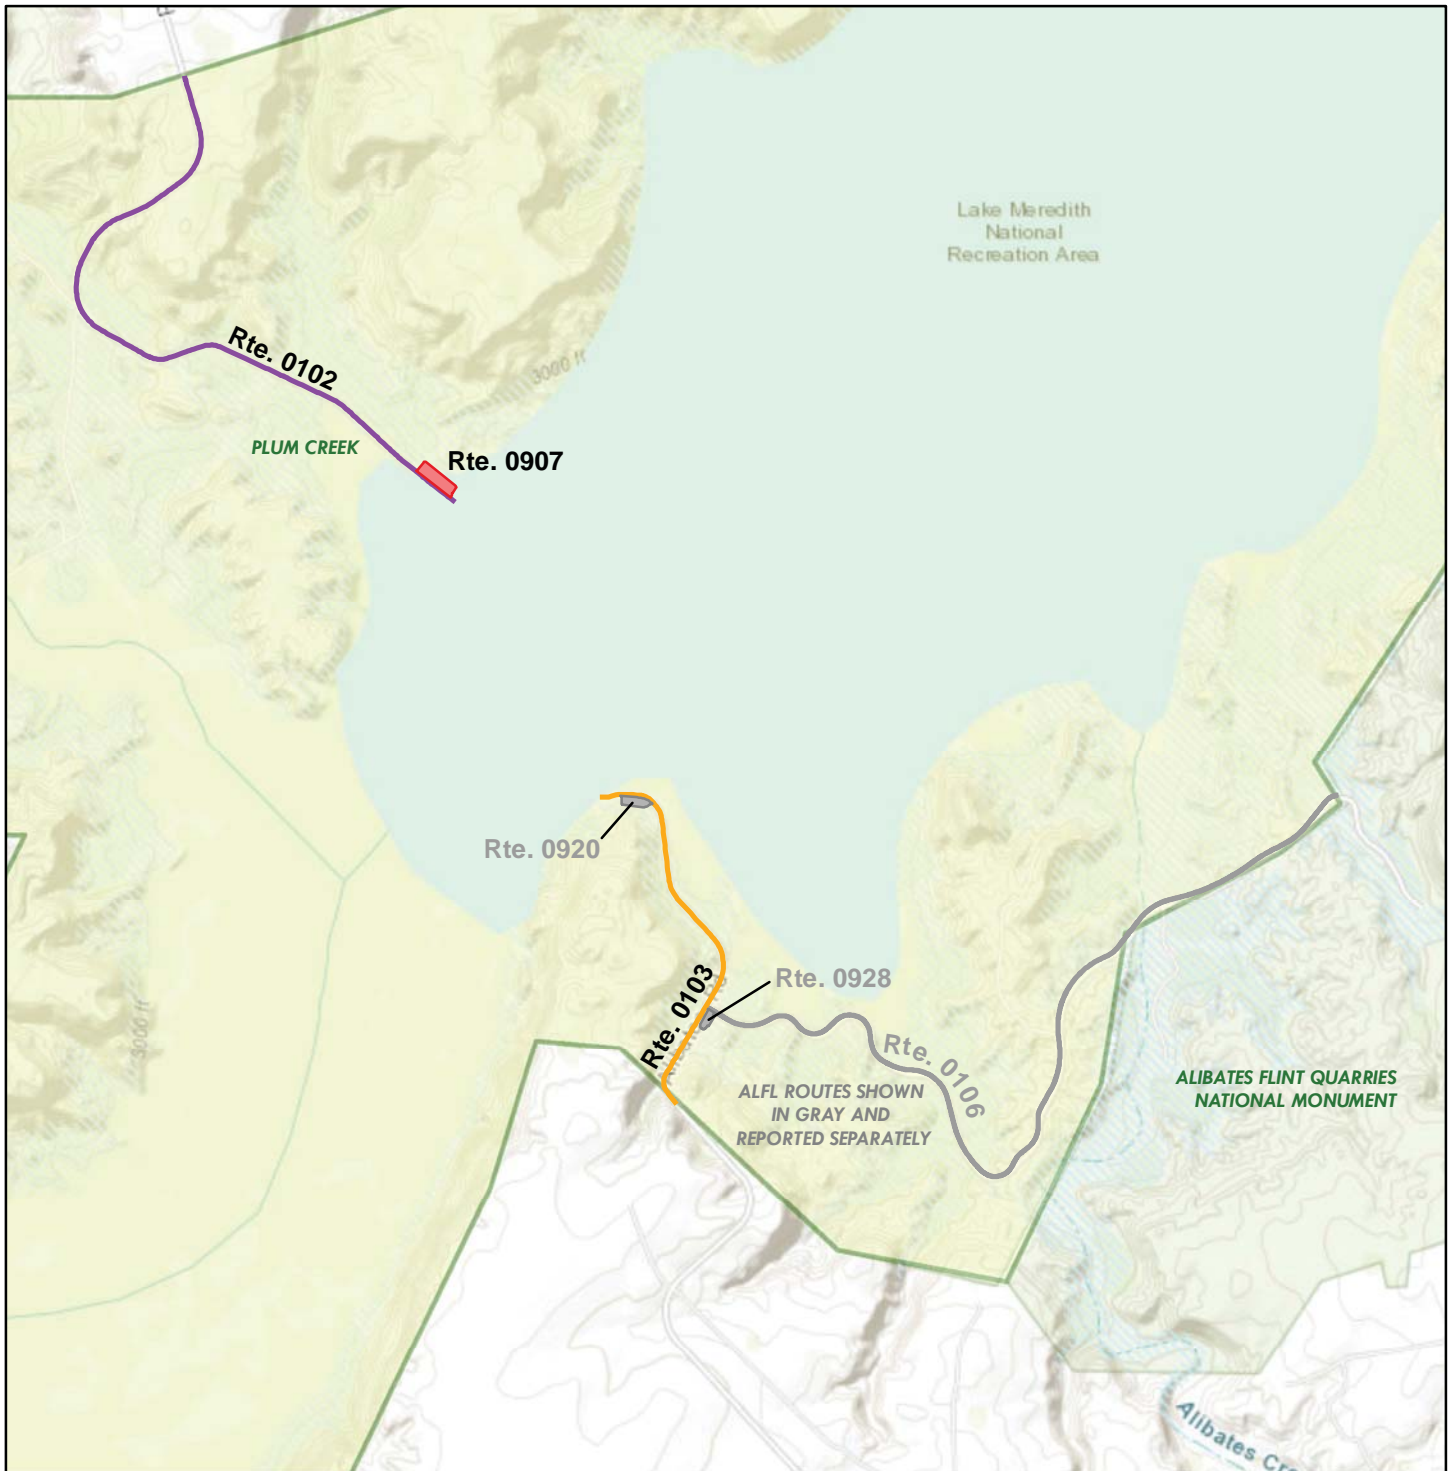 Lake Meredith
National
Recreation Area
Rte. 0102
3000 ft
PLUM CREEK
Rte. 0907
Rte. 0920
Rte. 0103
Rte. 0928
3000 ft
Rte. 0106
ALFL ROUTES SHOWN
IN GRAY AND
REPORTED SEPARATELY
ALIBATES FLINT QUARRIES
NATIONAL MONUMENT
Alibates